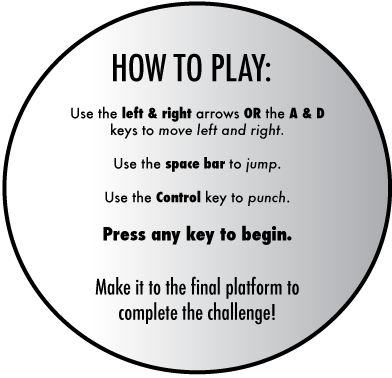 HOW TO PLAY:
Use the left & right arrows OR the A & D
keys to move left and right.
Use the space bar to jump.
Use the Control key to punch.
Press any key to begin.
Make it to the final platform to
complete the challenge!